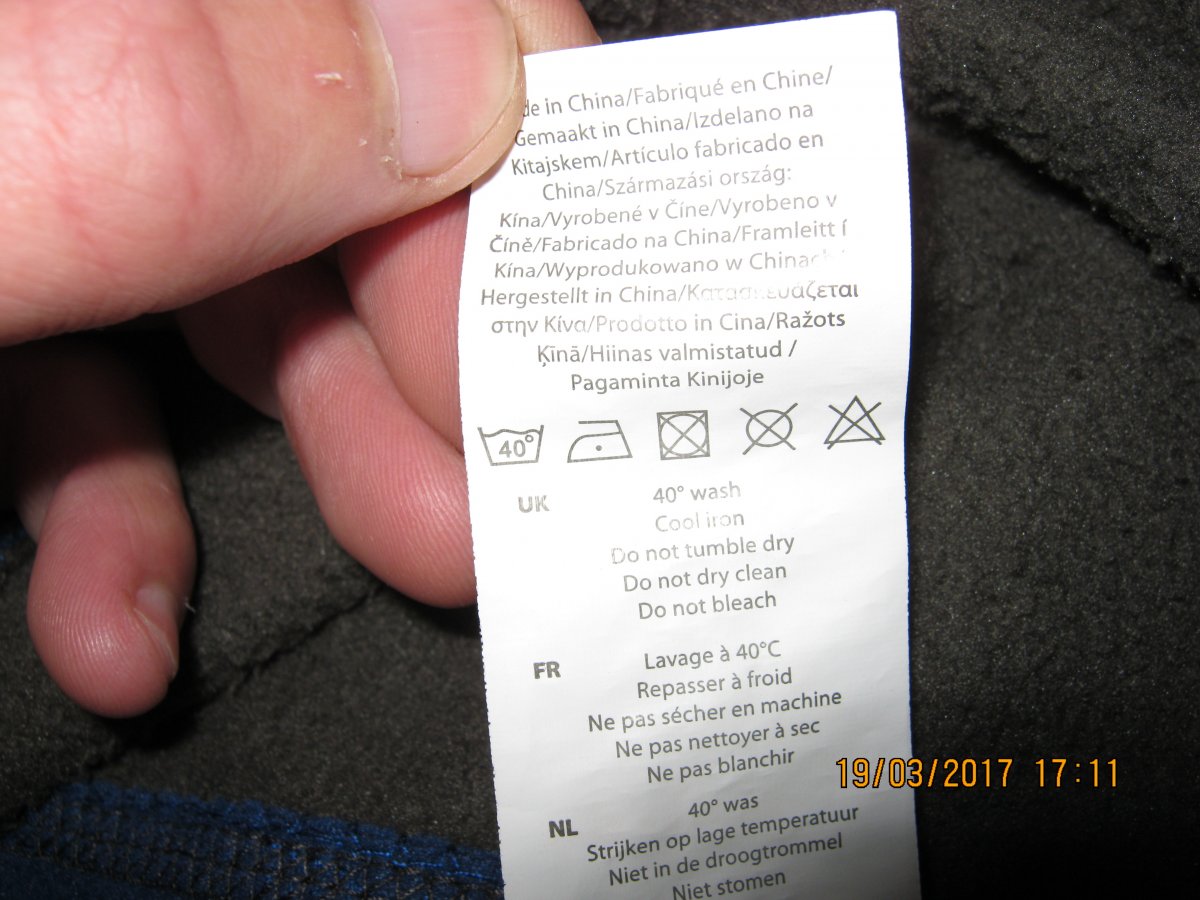 de in China/Fabriqué en Chine/
Gemaakt in China/Izdelano na
Kitajskem/Artículo fabricado en
China/Származási ország:
Kína/Vyrobené v Číne/Vyrobeno v
Číně/Fabricado na China/Framleitt í
Kína/Wyprodukowano w Chinach/
Hergestellt in China/Κατασκευάζεται
στην Κίνα/Prodotto in Cina/Ražots
Ķīnā/Hiinas valmistatud /
Pagaminta Kinijoje
40°
UK 40° wash
Cool iron
Do not tumble dry
Do not dry clean
Do not bleach
FR Lavage à 40°C
Repasser à froid
Ne pas sécher en machine
Ne pas nettoyer à sec
Ne pas blanchir
19/03/2017 17:11
NL 40° was
Strijken op lage temperatuur
Niet in de droogtrommel
Niet stomen